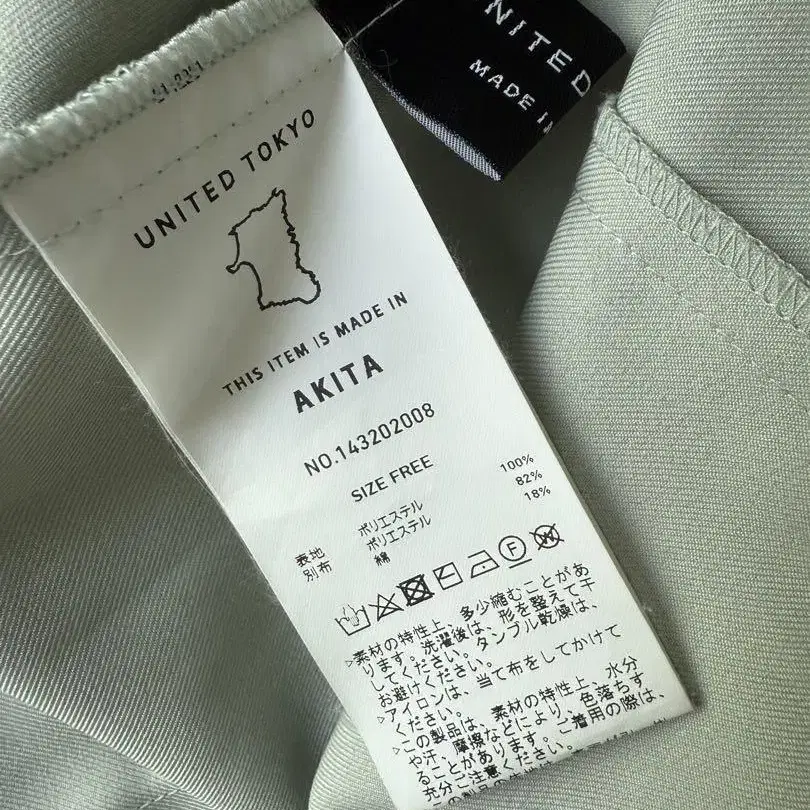 UNITED
MADE IN
UNITED TOKYO
THIS ITEM IS MADE IN
AKITA
NO.143202008
SIZE FREE
表地 ポリエステル 100%
別布 ポリエステル 82%
綿 18%
F
W
▷素材の特性上、多少縮むことがあ
ります。洗濯後は、形を整えて干
してください。タンブル乾燥は、
お避けください。
▷アイロンは、当て布をしてかけて
ください。
▷この製品は、素材の特性上、水分
や汗、摩擦などにより、色落ちす
ることがあります。ご着用の際は、
充分ご注意ください。